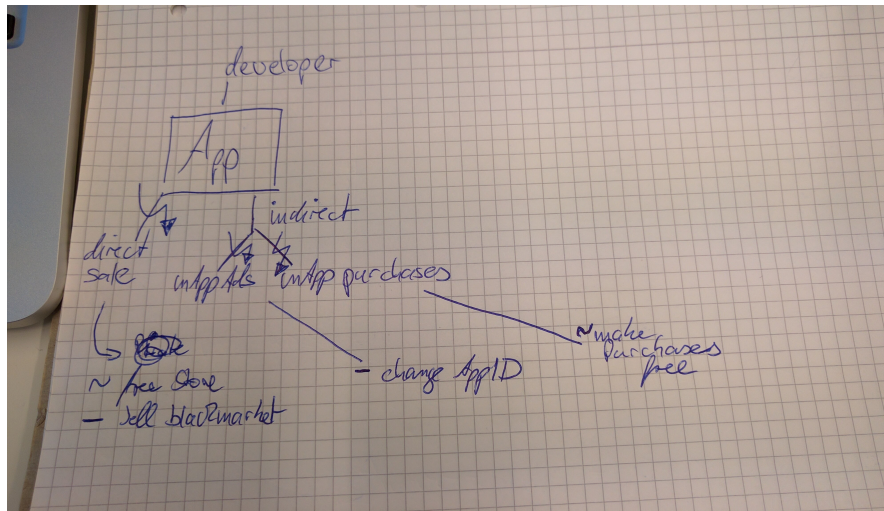 developer
App
indirect
direct
sale
inApp Ads
inApp purchases
~ make
purchases
free
~ free store
- change AppID
- sell blackmarket